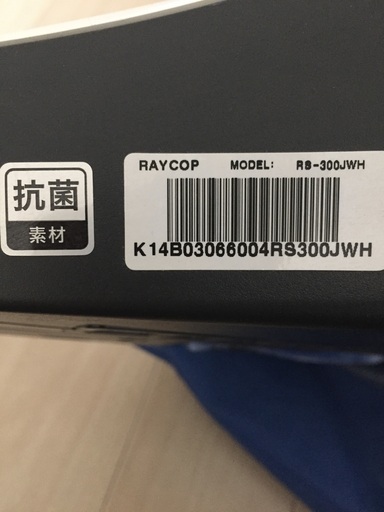 RAYCOP MODEL: RS-300JWH
抗菌
素材
K14B03066004RS300JWH